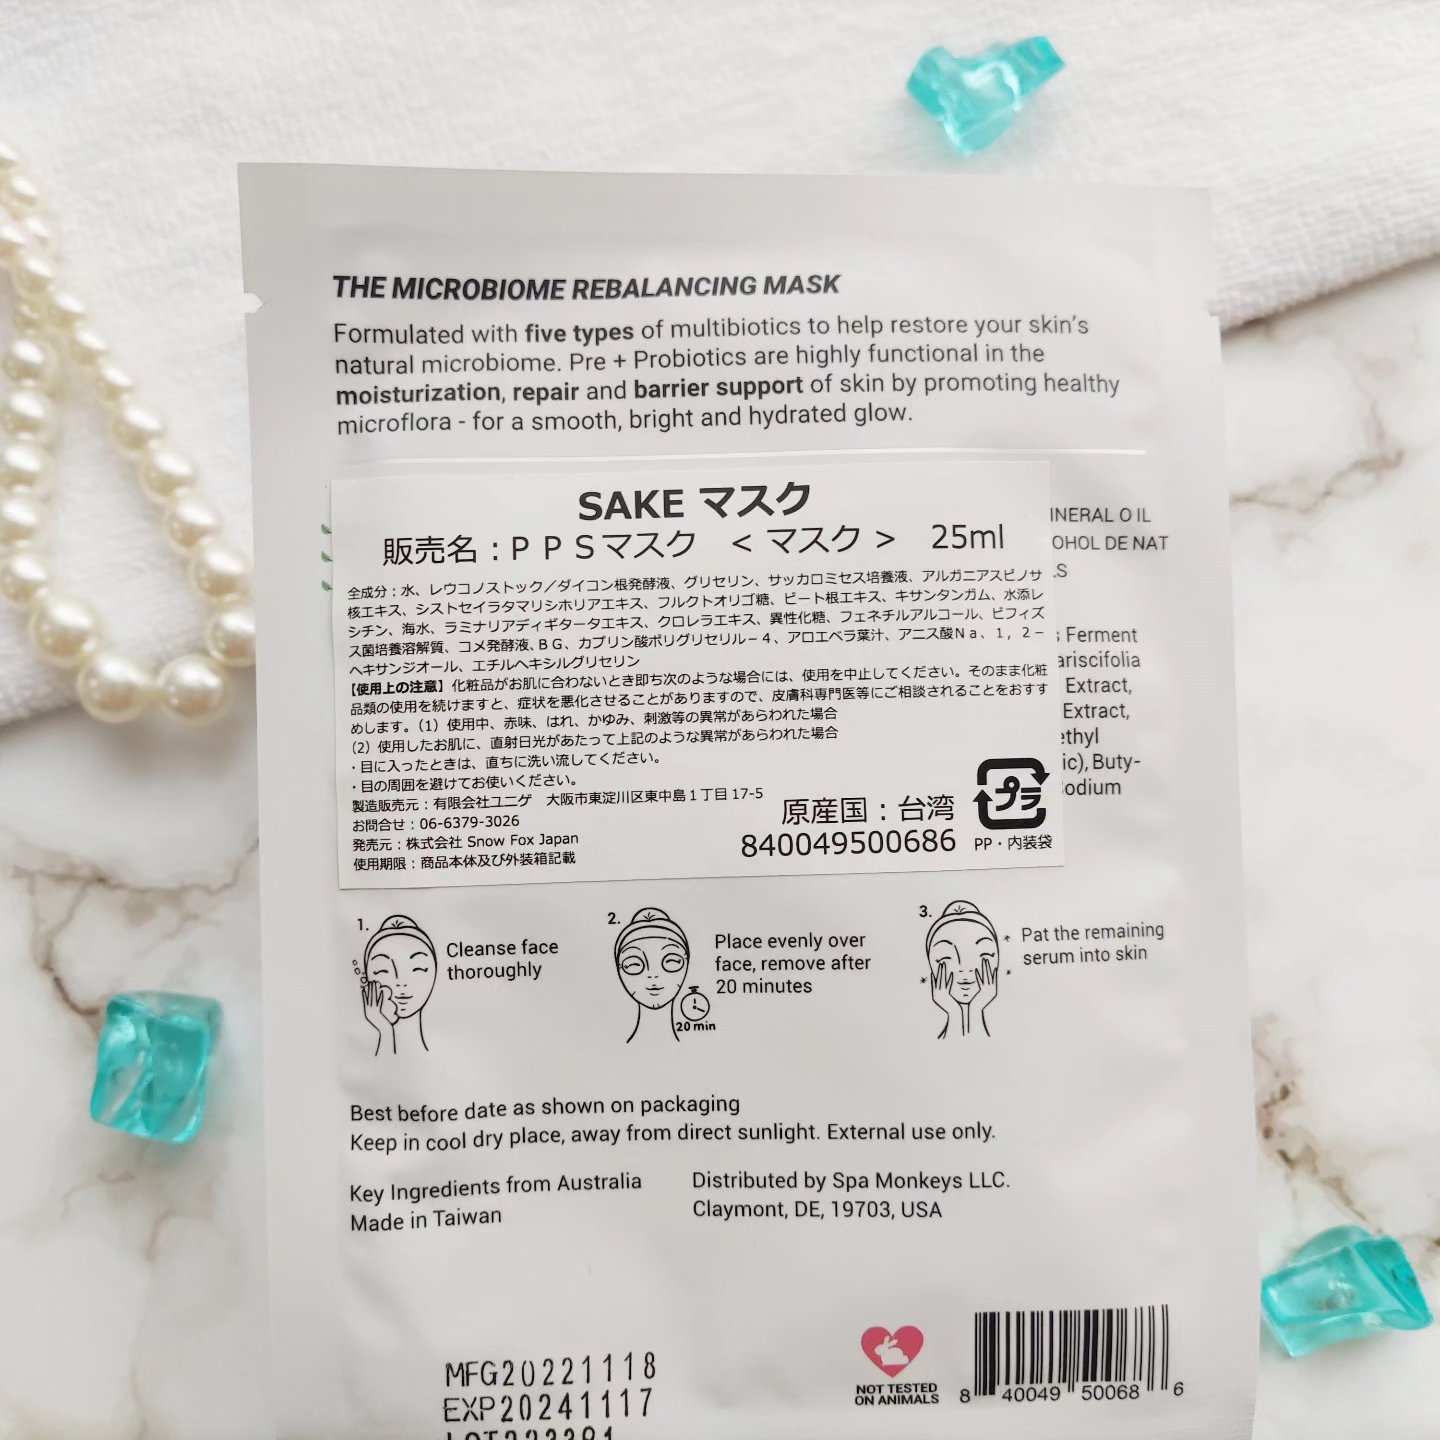 THE MICROBIOME REBALANCING MASK
Formulated with five types of multibiotics to help restore your skin's
natural microbiome. Pre + Probiotics are highly functional in the
moisturization, repair and barrier support of skin by promoting healthy
microflora - for a smooth, bright and hydrated glow.
INERAL OIL
OHOL DENAT
LS
SAKE マスク
販売名：ＰＰＳマスク ＜マスク＞ 25ml
全成分：水、レウコノストック／ダイコン根発酵液、グリセリン、サッカロミセス培養液、アルガニアスピノサ
核エキス、シストセイラタマリシホリアエキス、フルクトオリゴ糖、ビート根エキス、キサンタンガム、水添レ
シチン、海水、ラミナリアディギタータエキス、クロレラエキス、異性化糖、フェネチルアルコール、ビフィズ
ス菌培養溶解質、コメ発酵液、ＢＧ、カプリン酸ポリグリセリル－４、アロエベラ葉汁、アニス酸Ｎａ、１，２－
ヘキサンジオール、エチルヘキシルグリセリン
【使用上の注意】化粧品がお肌に合わないとき即ち次のような場合には、使用を中止してください。そのまま化粧
品類の使用を続けますと、症状を悪化させることがありますので、皮膚科専門医等にご相談されることをおすす
めします。（1）使用中、赤味、はれ、かゆみ、刺激等の異常があらわれた場合
（2）使用したお肌に、直射日光があたって上記のような異常があらわれた場合
・目に入ったときは、直ちに洗い流してください。
・目の周囲を避けてお使いください。
製造販売元：有限会社ユニゲ 大阪市東淀川区東中島１丁目 17-5
お問合せ：06-6379-3026
発売元：株式会社 Snow Fox Japan
使用期限：商品本体及び外装箱記載
原産国：台湾
840049500686
プラ
PP・内装袋
s Ferment
ariscifolia
Extract,
Extract,
ethyl
ic), Buty-
odium
1.
Cleanse face
thoroughly
2.
Place evenly over
face, remove after
20 minutes
20 min
3.
Pat the remaining
serum into skin
Best before date as shown on packaging
Keep in cool dry place, away from direct sunlight. External use only.
Key Ingredients from Australia
Made in Taiwan
Distributed by Spa Monkeys LLC.
Claymont, DE, 19703, USA
MFG20221118
EXP20241117
NOT TESTED
ON ANIMALS
8 40049 50068 6